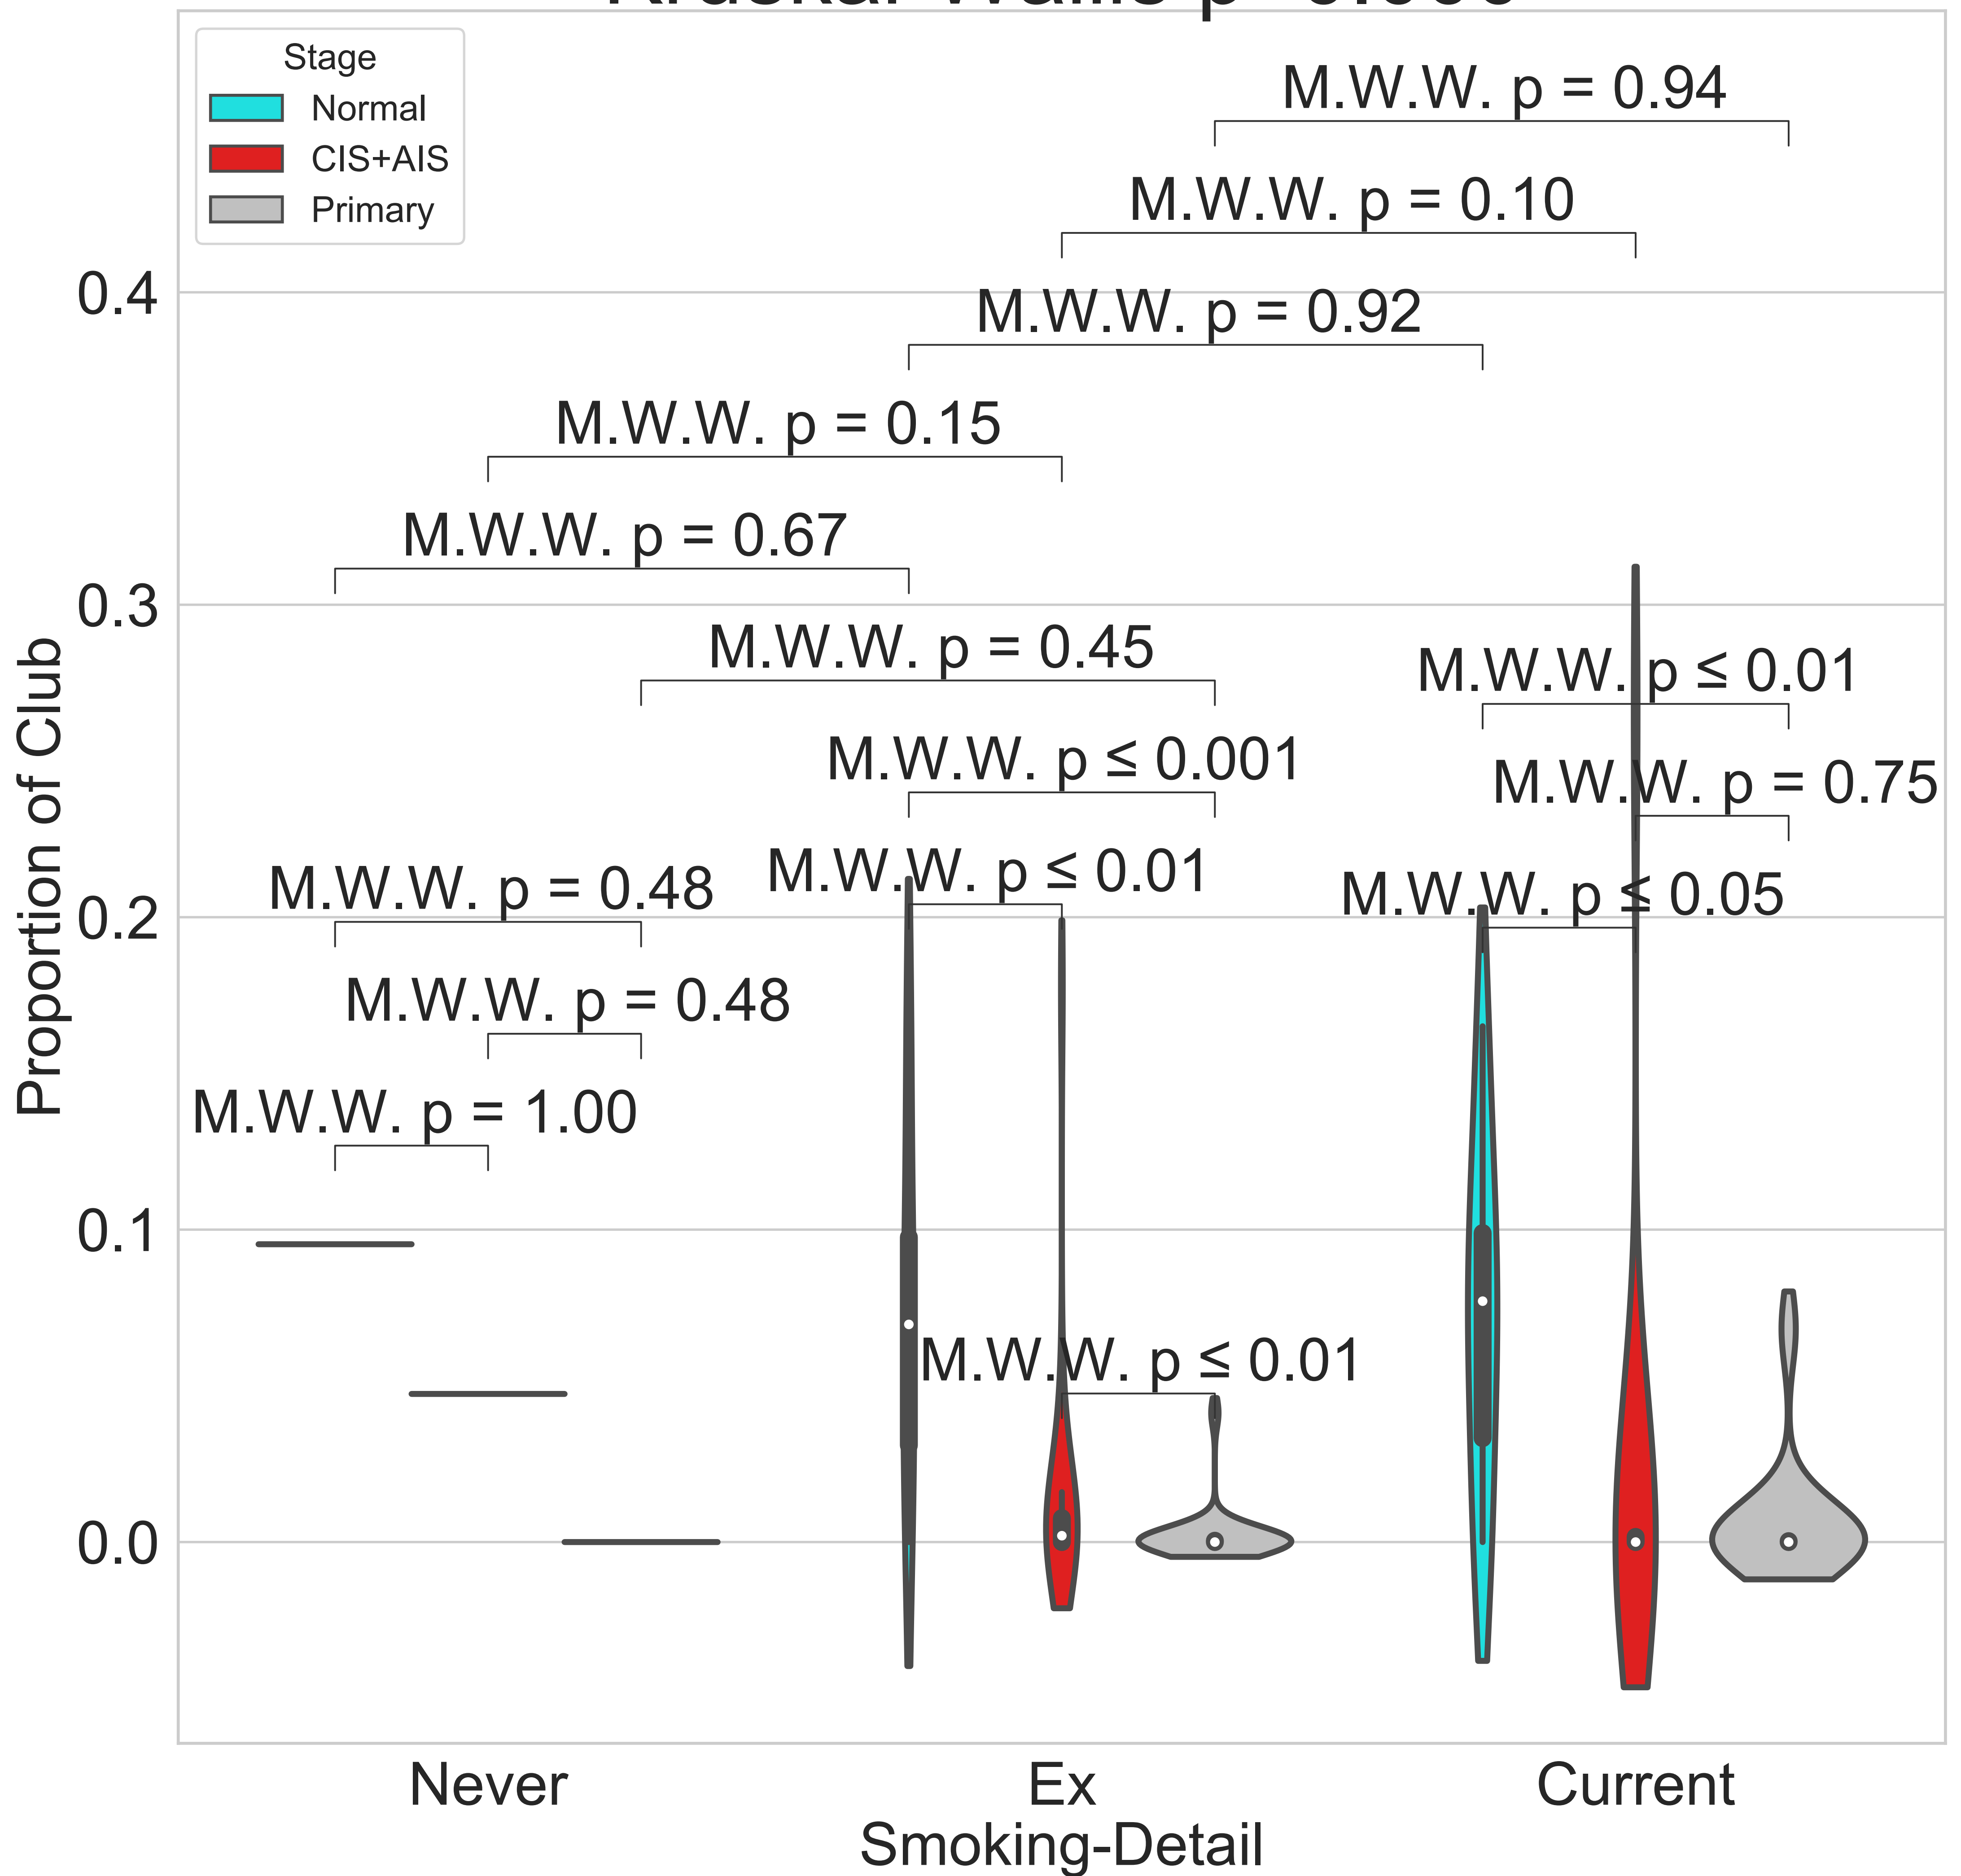 Stage
Normal
CIS+AIS
Primary
M.W.W. p = 0.94
M.W.W. p = 0.10
M.W.W. p = 0.92
M.W.W. p = 0.15
M.W.W. p = 0.67
M.W.W. p = 0.45
M.W.W. p ≤ 0.01
M.W.W. p ≤ 0.001
M.W.W. p = 0.75
M.W.W. p = 0.48
M.W.W. p ≤ 0.01
M.W.W. p ≤ 0.05
M.W.W. p = 0.48
M.W.W. p = 1.00
M.W.W. p ≤ 0.01
0.4
0.3
0.2
0.1
0.0
Proportion of Club
Never
Ex
Current
Smoking-Detail